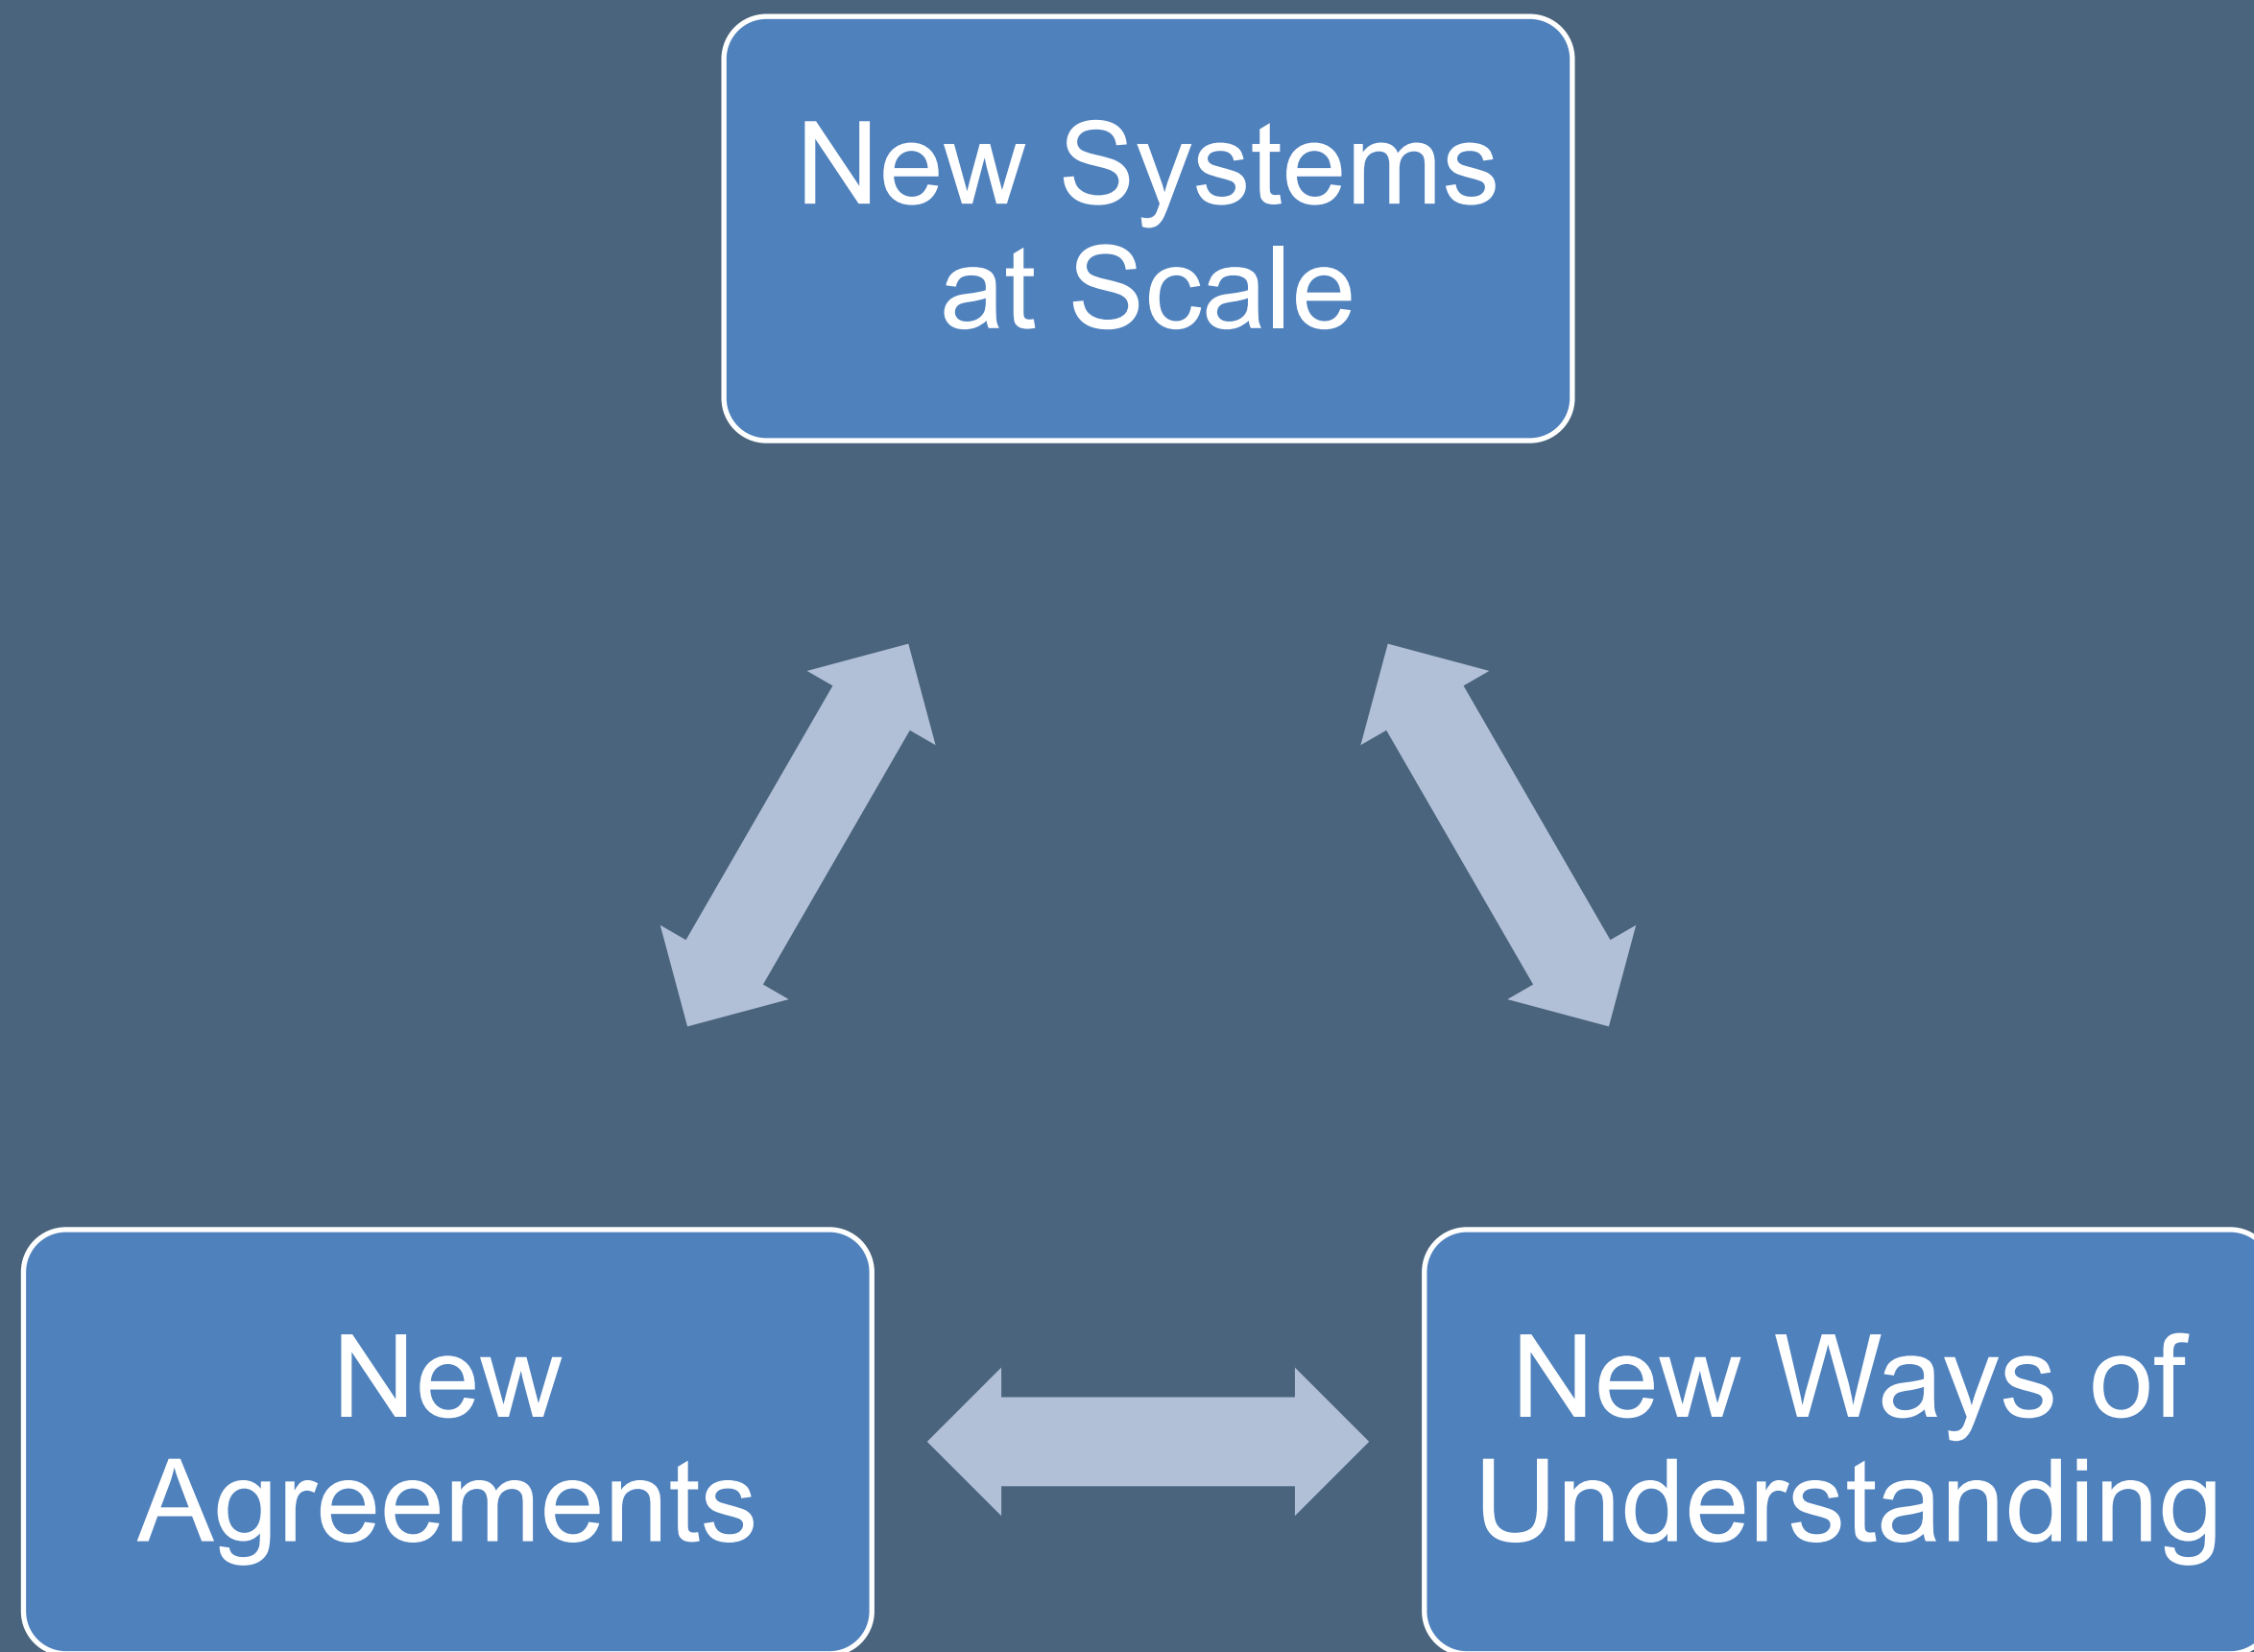 New Systems
at Scale
New
Agreements
New Ways of
Understanding